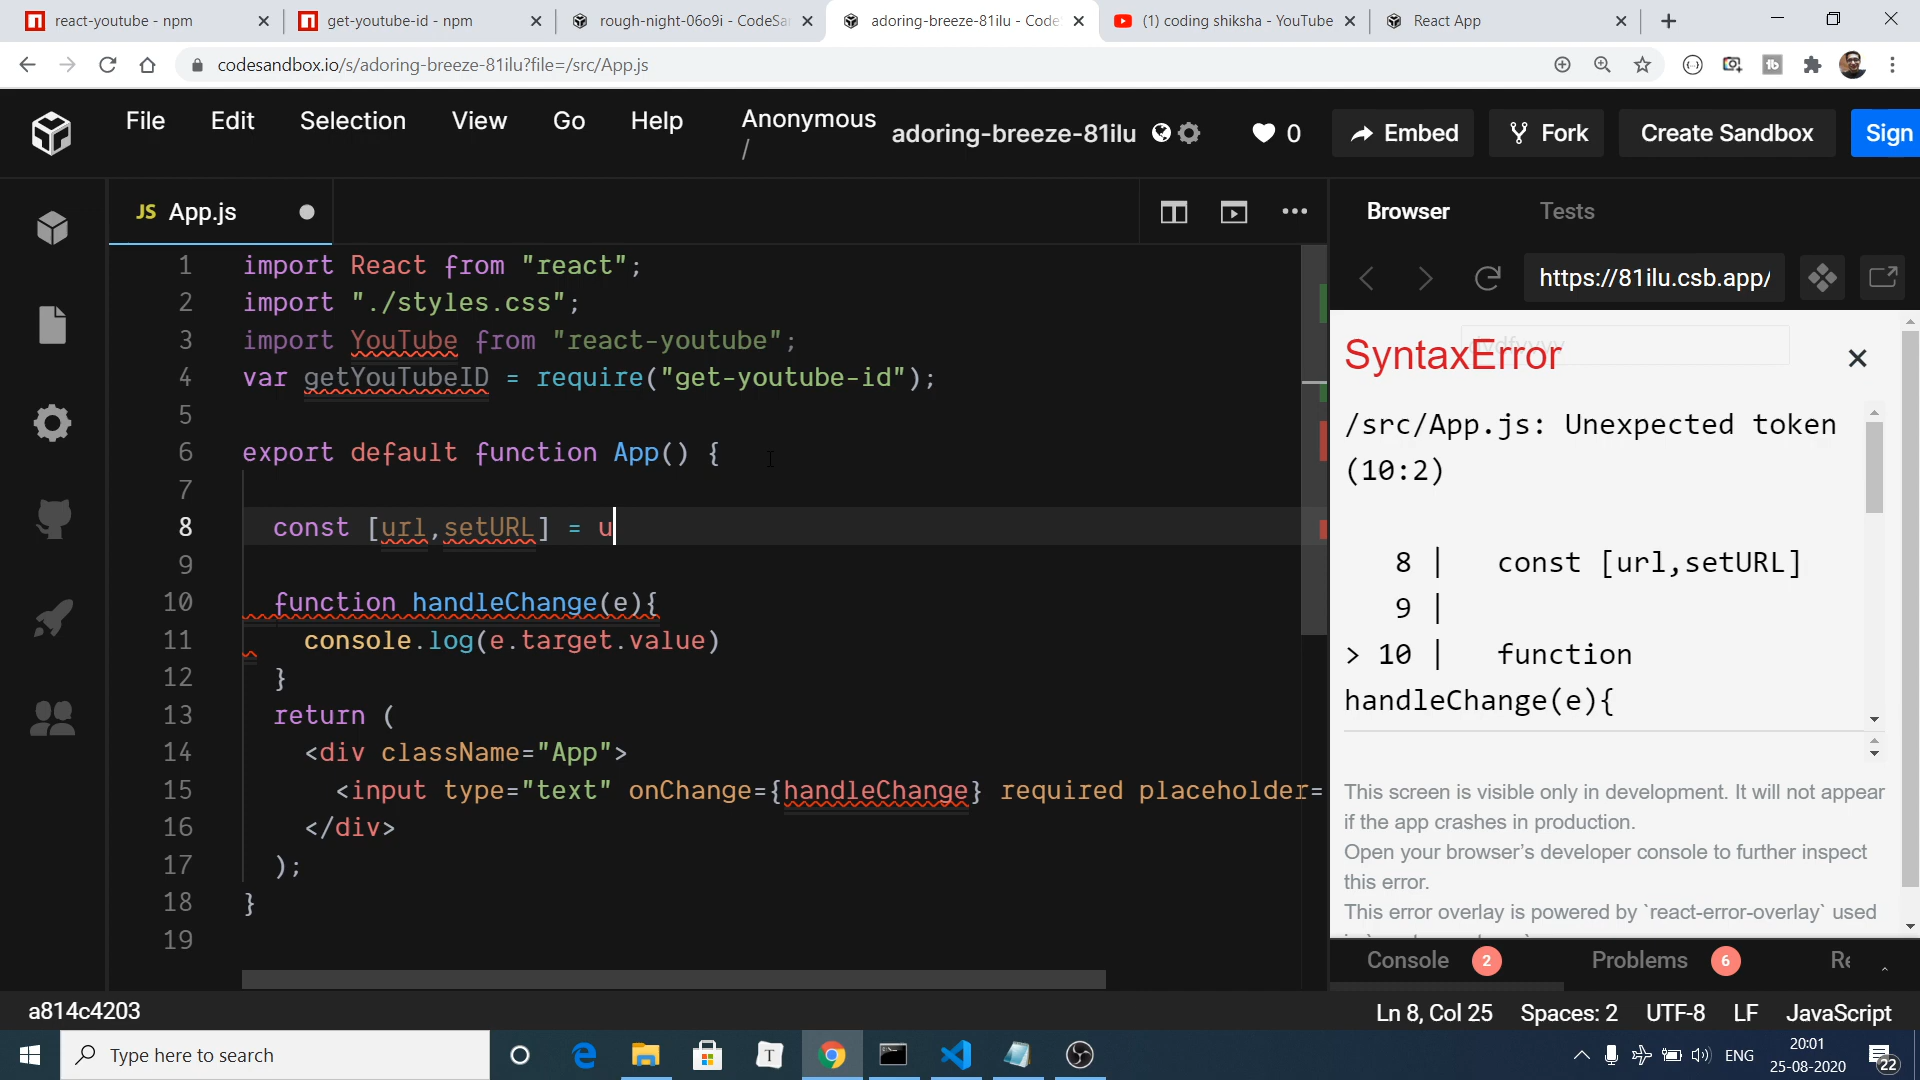 react-youtube - npm
get-youtube-id - npm
rough-night-06o9i - CodeSa
adoring-breeze-81ilu - Code
(1) coding shiksha - YouTube
React App
codesandbox.io/s/adoring-breeze-81ilu?file=/src/App.js
File Edit Selection View Go Help
Anonymous
/
adoring-breeze-81ilu
0
Embed
Fork
Create Sandbox
Sign
JS App.js
Browser
Tests
https://81ilu.csb.app/
1 import React from "react";
2 import "./styles.css";
3 import YouTube from "react-youtube";
4 var getYouTubeID = require("get-youtube-id");
5
6 export default function App() {
7
8 const [url,setURL] = u
9
10 function handleChange(e){
11 console.log(e.target.value)
12 }
13 return (
14 <div className="App">
15 <input type="text" onChange={handleChange} required placeholder=
16 </div>
17 );
18 }
19
SyntaxError
/src/App.js: Unexpected token
(10:2)
8 | const [url,setURL]
9 |
> 10 | function
handleChange(e){
This screen is visible only in development. It will not appear
if the app crashes in production.
Open your browser's developer console to further inspect
this error.
This error overlay is powered by `react-error-overlay` used
Console 2
Problems 6
Re
a814c4203
Ln 8, Col 25
Spaces: 2
UTF-8
LF
JavaScript
Type here to search
ENG
20:01
25-08-2020
22